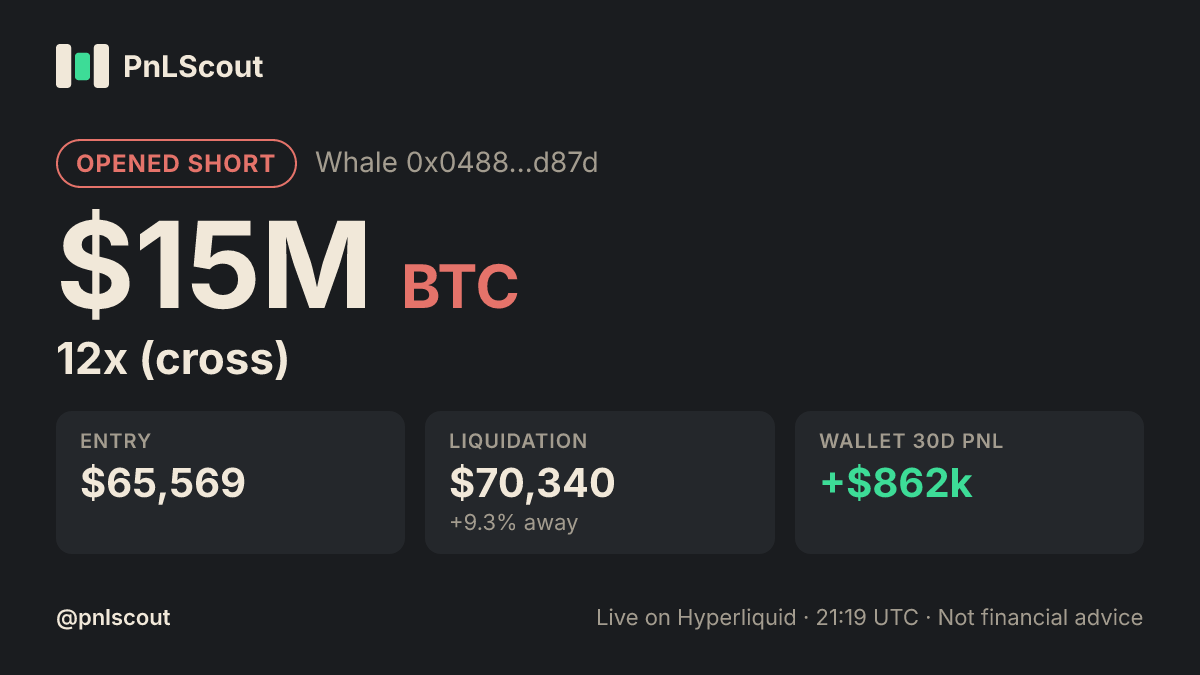 PnLScout
OPENED SHORT Whale 0x0488...d87d
$15M BTC
12x (cross)
ENTRY
$65,569
LIQUIDATION
$70,340
+9.3% away
WALLET 30D PNL
+$862k
@pnlscout
Live on Hyperliquid · 21:19 UTC · Not financial advice